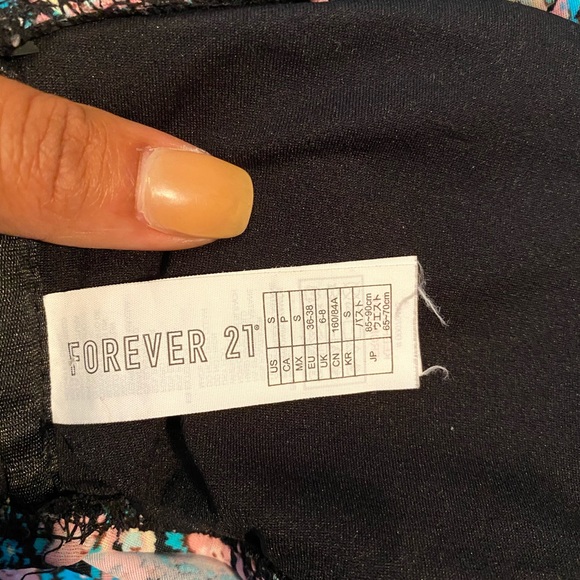 FOREVER 21®
US S
CA P
MX S
EU 36-38
UK 6-8
CN 160/84A
KR S
JP バスト
85~90cm
ウエスト
65~70cm